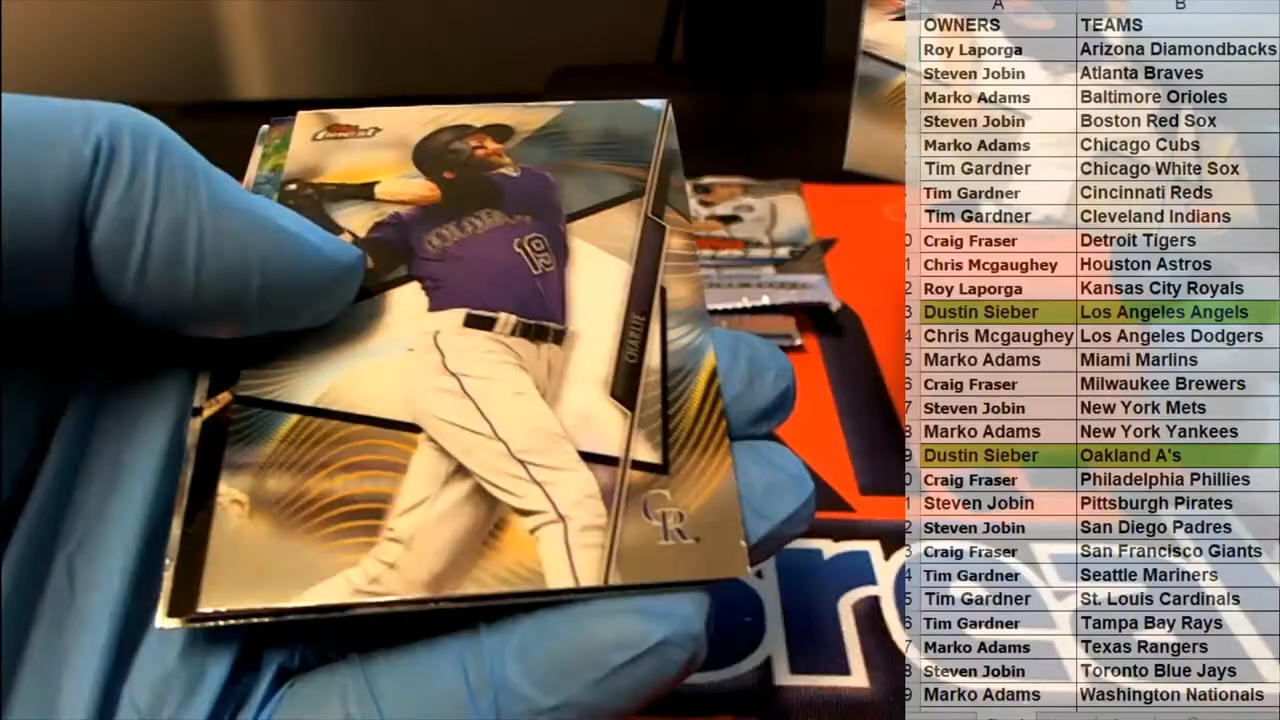 A B
OWNERS TEAMS
Roy Laporga Arizona Diamondbacks
Steven Jobin Atlanta Braves
Marko Adams Baltimore Orioles
Steven Jobin Boston Red Sox
Marko Adams Chicago Cubs
Tim Gardner Chicago White Sox
Tim Gardner Cincinnati Reds
Tim Gardner Cleveland Indians
Craig Fraser Detroit Tigers
Chris Mcgaughey Houston Astros
Roy Laporga Kansas City Royals
Dustin Sieber Los Angeles Angels
Chris Mcgaughey Los Angeles Dodgers
Marko Adams Miami Marlins
Craig Fraser Milwaukee Brewers
Steven Jobin New York Mets
Marko Adams New York Yankees
Dustin Sieber Oakland A's
Craig Fraser Philadelphia Phillies
Steven Jobin Pittsburgh Pirates
Steven Jobin San Diego Padres
Craig Fraser San Francisco Giants
Tim Gardner Seattle Mariners
Tim Gardner St. Louis Cardinals
Tim Gardner Tampa Bay Rays
Marko Adams Texas Rangers
Steven Jobin Toronto Blue Jays
Marko Adams Washington Nationals
Finest
19
CHARLIE
CR